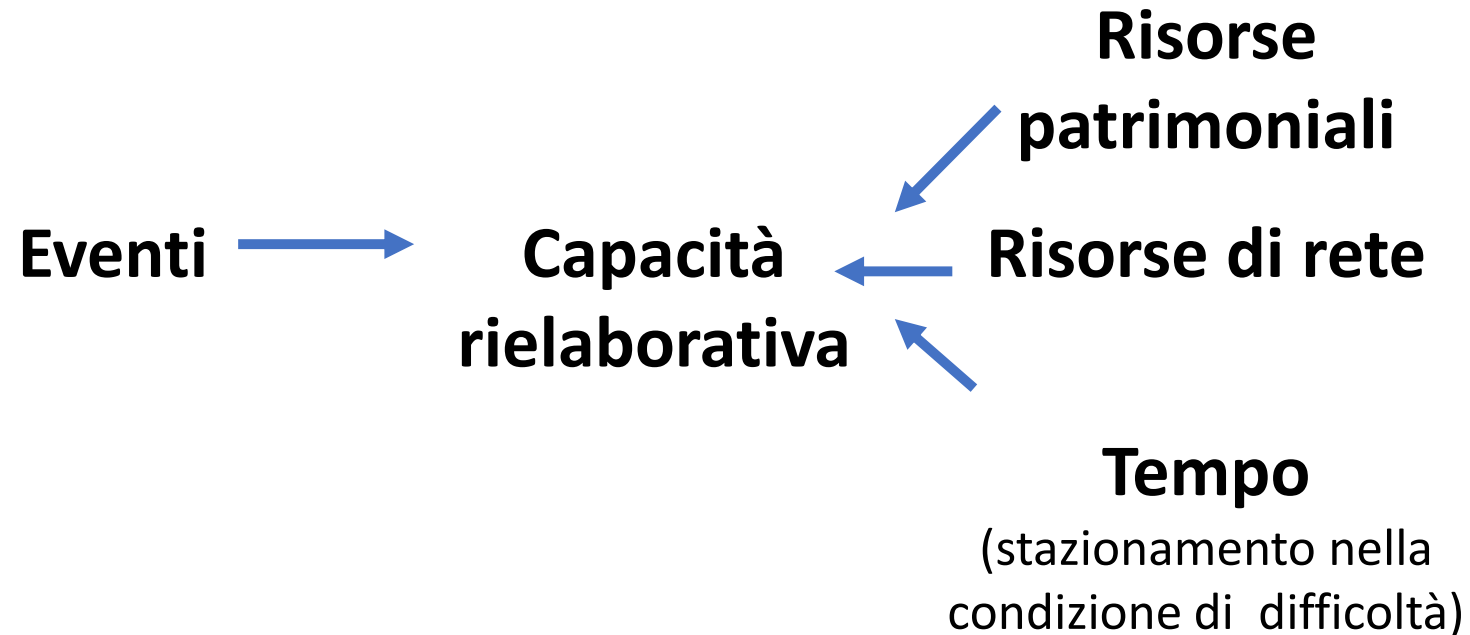 Risorse
patrimoniali
Eventi
Capacità
rielaborativa
Risorse di rete
Tempo
(stazionamento nella
condizione di  difficoltà)